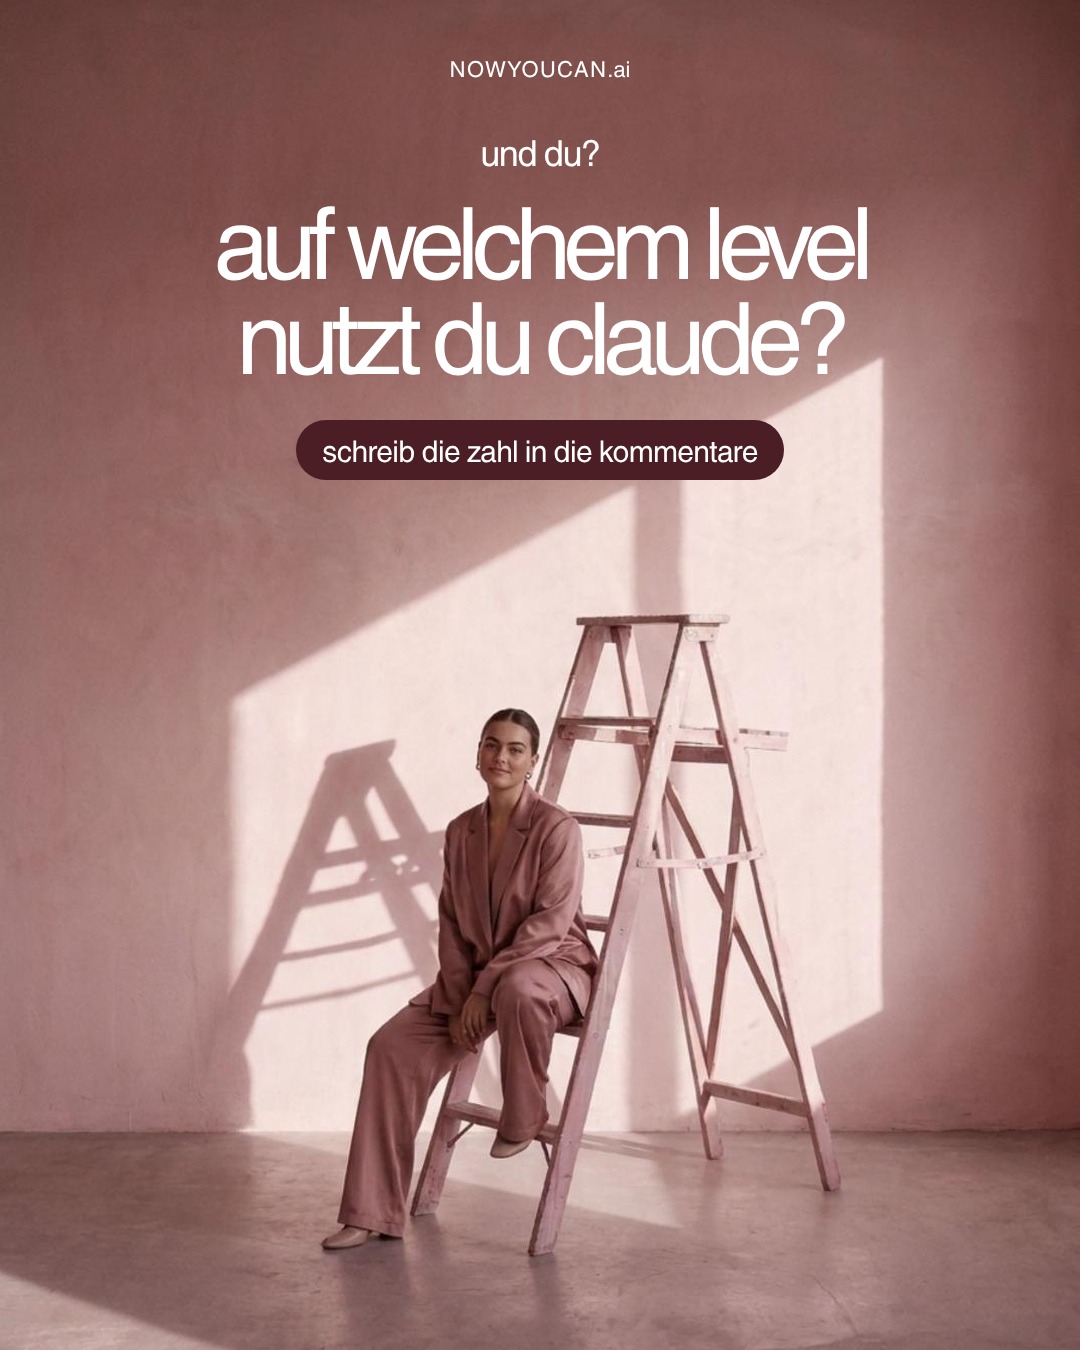 NOWYOUCAN.ai
und du?
auf welchem level
nutzt du claude?
schreib die zahl in die kommentare